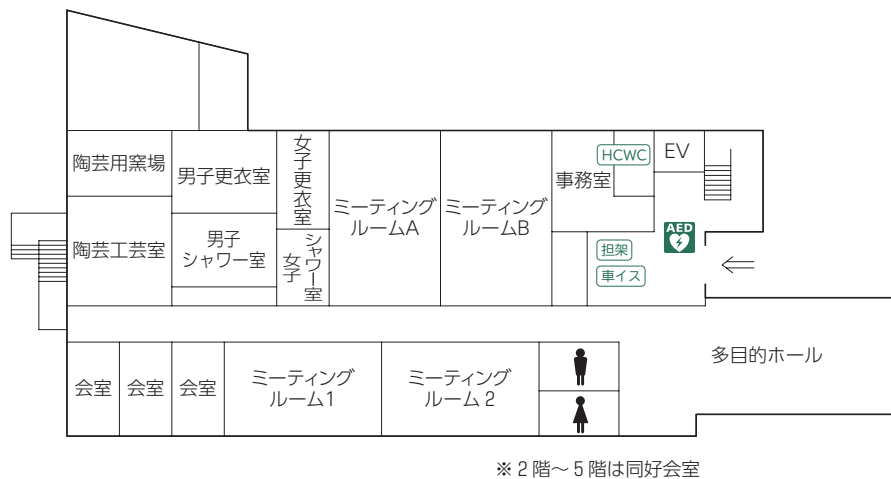 陶芸用窯場
男子更衣室
女子更衣室
ミーティング
ルームA
ミーティング
ルームB
事務室
HCWC
EV
陶芸工芸室
男子
シャワー室
女子
シャワー室
担架
車イス
AED
多目的ホール
会室
会室
会室
ミーティング
ルーム1
ミーティング
ルーム2
※2階～5階は同好会室